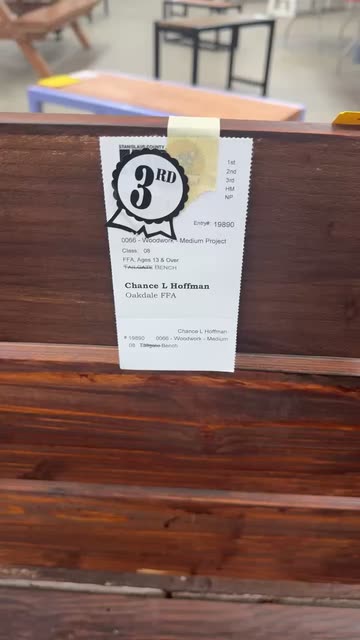 STANISLAUS COUNTY
3RD
1st
2nd
3rd
HM
NP
Entry# 19890
0066 - Woodwork - Medium Project
Class: 08
FFA, Ages 13 & Over
TAILGATE BENCH
Chance L Hoffman
Oakdale FFA
Chance L Hoffman
* 19890 0066 - Woodwork - Medium
08 Tailgate Bench